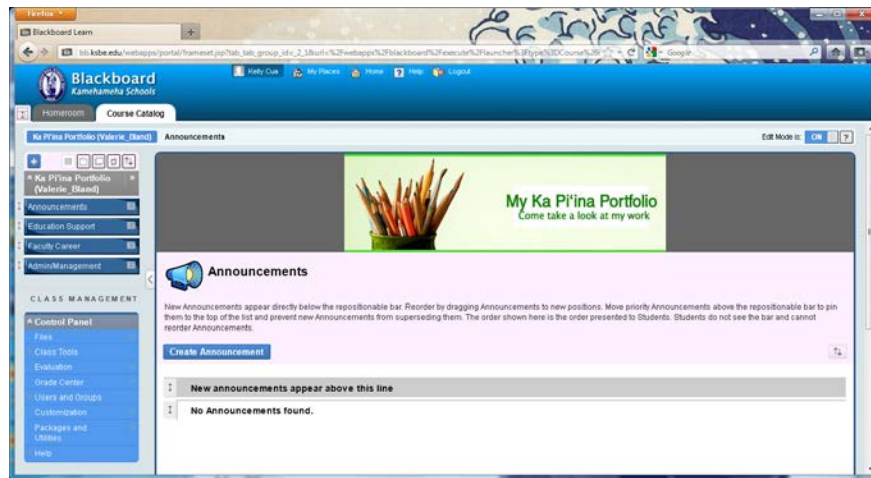 Firefox
Blackboard Learn
+
bb.ksbe.edu/webapps/portal/frameset.jsp?tab_tab_group_id=_2_1&url=%2Fwebapps%2Fblackboard%2Fexecute%2Flauncher%3Ftype%3DCourse%26
Google
Blackboard
Kamehameha Schools
Kelly Cua
My Places
Home
? Help
Logout
Homeroom
Course Catalog
Ka Pi'ina Portfolio (Valerie_Bland)
Announcements
Edit Mode is: ON ?
Ka Pi'ina Portfolio
(Valerie_Bland)
Announcements
Education Support
Faculty Career
Admin/Management
CLASS MANAGEMENT
Control Panel
Files
Class Tools
Evaluation
Grade Center
Users and Groups
Customization
Packages and
Utilities
Help
My Ka Pi'ina Portfolio
Come take a look at my work
Announcements
New Announcements appear directly below the repositionable bar. Reorder by dragging Announcements to new positions. Move priority Announcements above the repositionable bar to pin
them to the top of the list and prevent new Announcements from superseding them. The order shown here is the order presented to Students. Students do not see the bar and cannot
reorder Announcements.
Create Announcement
New announcements appear above this line
No Announcements found.